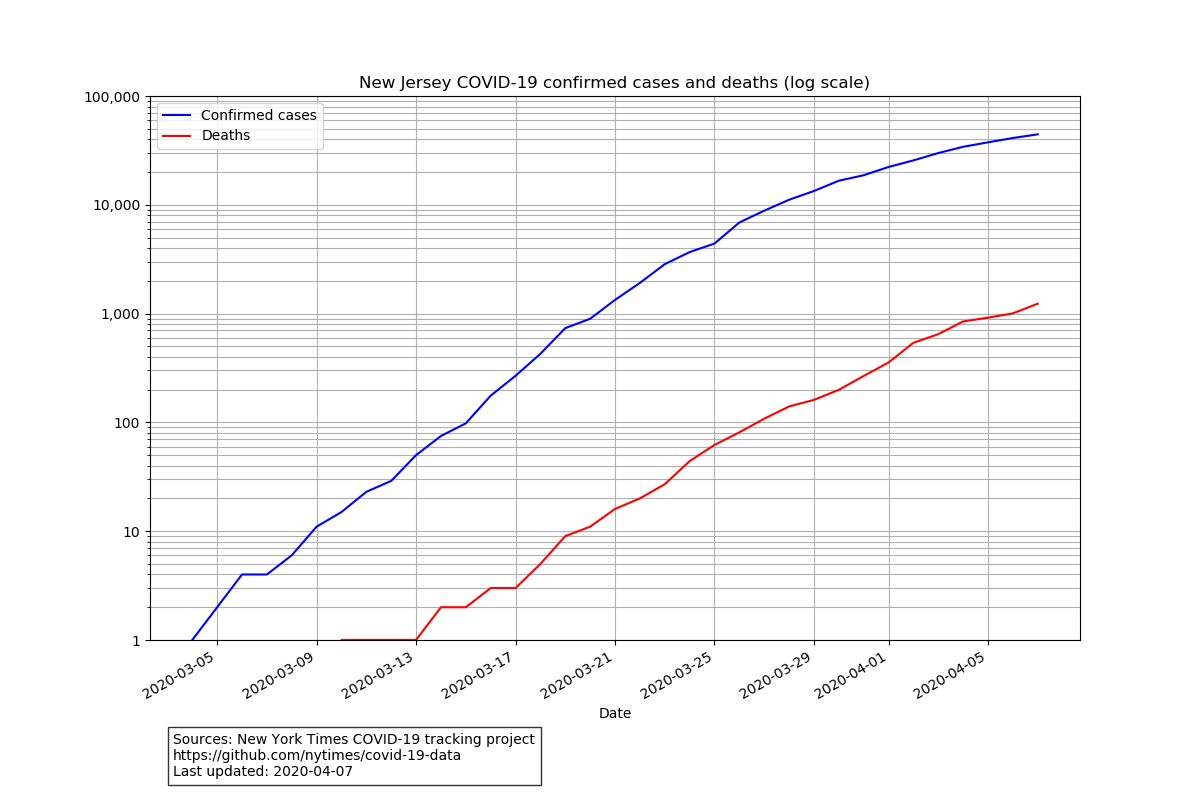 New Jersey COVID-19 confirmed cases and deaths (log scale)
100,000
10,000
1,000
100
10
1
Confirmed cases
Deaths
2020-03-05
2020-03-09
2020-03-13
2020-03-17
2020-03-21
2020-03-25
2020-03-29
2020-04-01
2020-04-05
Date
Sources: New York Times COVID-19 tracking project
https://github.com/nytimes/covid-19-data
Last updated: 2020-04-07